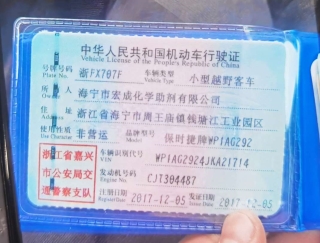 中华人民共和国机动车行驶证
Vehicle License of the People's Republic of China
号牌号码 浙FX707F 车辆类型 小型越野客车
Plate No. Vehicle Type
所有人 海宁市宏成化学助剂有限公司
住址 浙江省海宁市周王庙镇钱塘江工业园区
Address
使用性质 非营运 品牌型号 保时捷牌WP1AG292
Use Character Model
浙江省嘉兴市公安局交通警察支队
车辆识别代号 WP1AG2924JKA21714
VIN
发动机号码 CJT304487
Engine No.
注册日期 2017-12-05 发证日期 2017-12-05
Register Date Issue Date